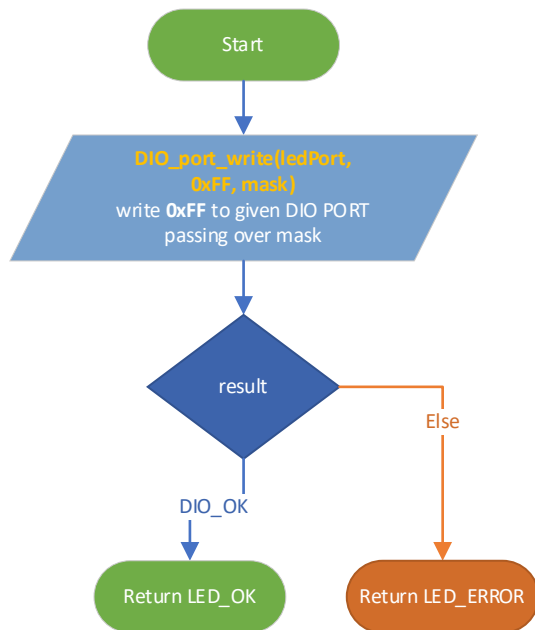 Start
DIO_port_write(ledPort,
0xFF, mask)
write 0xFF to given DIO PORT
passing over mask
result
Else
DIO_OK
Return LED_OK
Return LED_ERROR